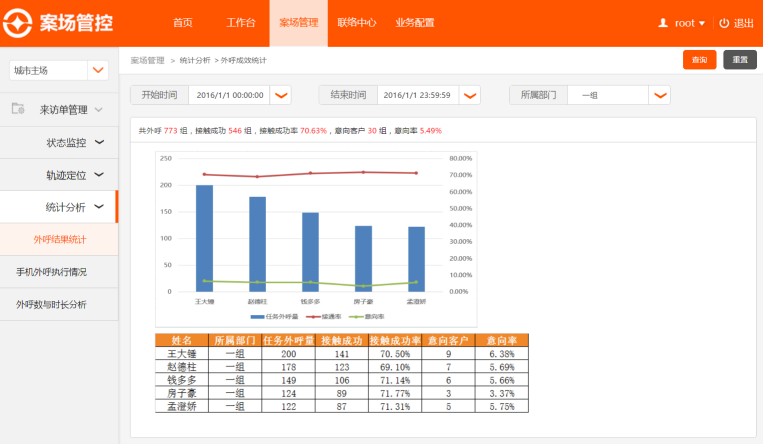 案场管控 首页 工作台 案场管理 联络中心 业务配置 root 退出
城市主场 案场管理 > 统计分析 > 外呼成效统计 查询 重置
来访单管理
状态监控
轨迹定位
统计分析
外呼结果统计
手机外呼执行情况
外呼数与时长分析
开始时间 2016/1/1 00:00:00 结束时间 2016/1/1 23:59:59 所属部门 一组
共外呼 773 组，接触成功 546 组，接触成功率 70.63%，意向客户 30 组，意向率 5.49%
250 80.00%
70.00%
200 60.00%
150 50.00%
40.00%
100 30.00%
50 20.00%
10.00%
0 0.00%
王大锤 赵德柱 钱多多 房子豪 孟澄娇
任务外呼量 接通率 意向率
姓名 所属部门 任务外呼量 接触成功 接触成功率 意向客户 意向率
王大锤 一组 200 141 70.50% 9 6.38%
赵德柱 一组 178 123 69.10% 7 5.69%
钱多多 一组 149 106 71.14% 6 5.66%
房子豪 一组 124 89 71.77% 3 3.37%
孟澄娇 一组 122 87 71.31% 5 5.75%